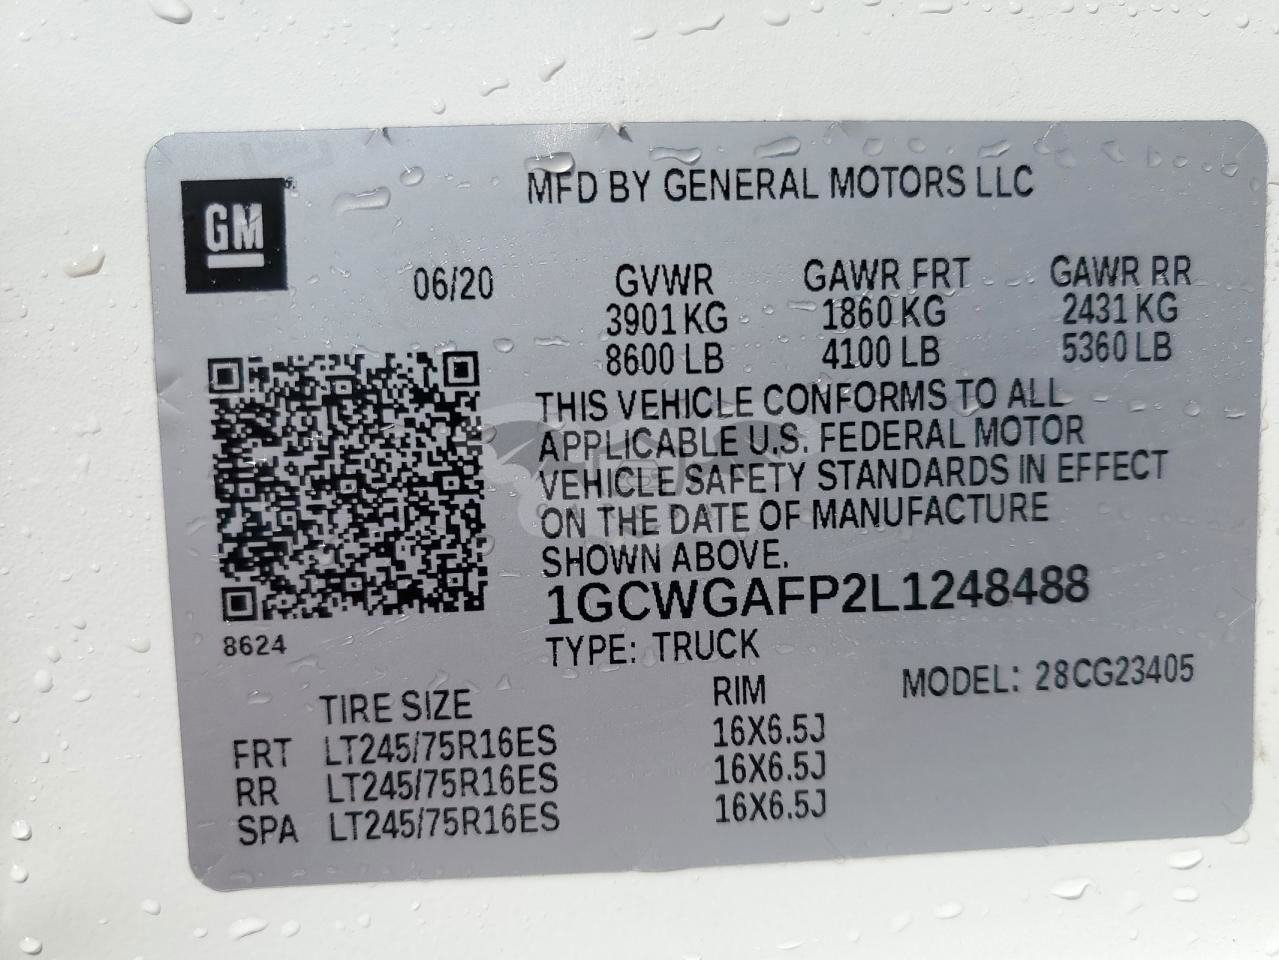 MFD BY GENERAL MOTORS LLC
GM
06/20
GVWR GAWR FRT GAWR RR
3901 KG 1860 KG 2431 KG
8600 LB 4100 LB 5360 LB
THIS VEHICLE CONFORMS TO ALL
APPLICABLE U.S. FEDERAL MOTOR
VEHICLE SAFETY STANDARDS IN EFFECT
ON THE DATE OF MANUFACTURE
SHOWN ABOVE.
1GCWGAFP2L1248488
8624
TYPE: TRUCK
MODEL: 28CG23405
TIRE SIZE RIM
FRT LT245/75R16ES 16X6.5J
RR LT245/75R16ES 16X6.5J
SPA LT245/75R16ES 16X6.5J